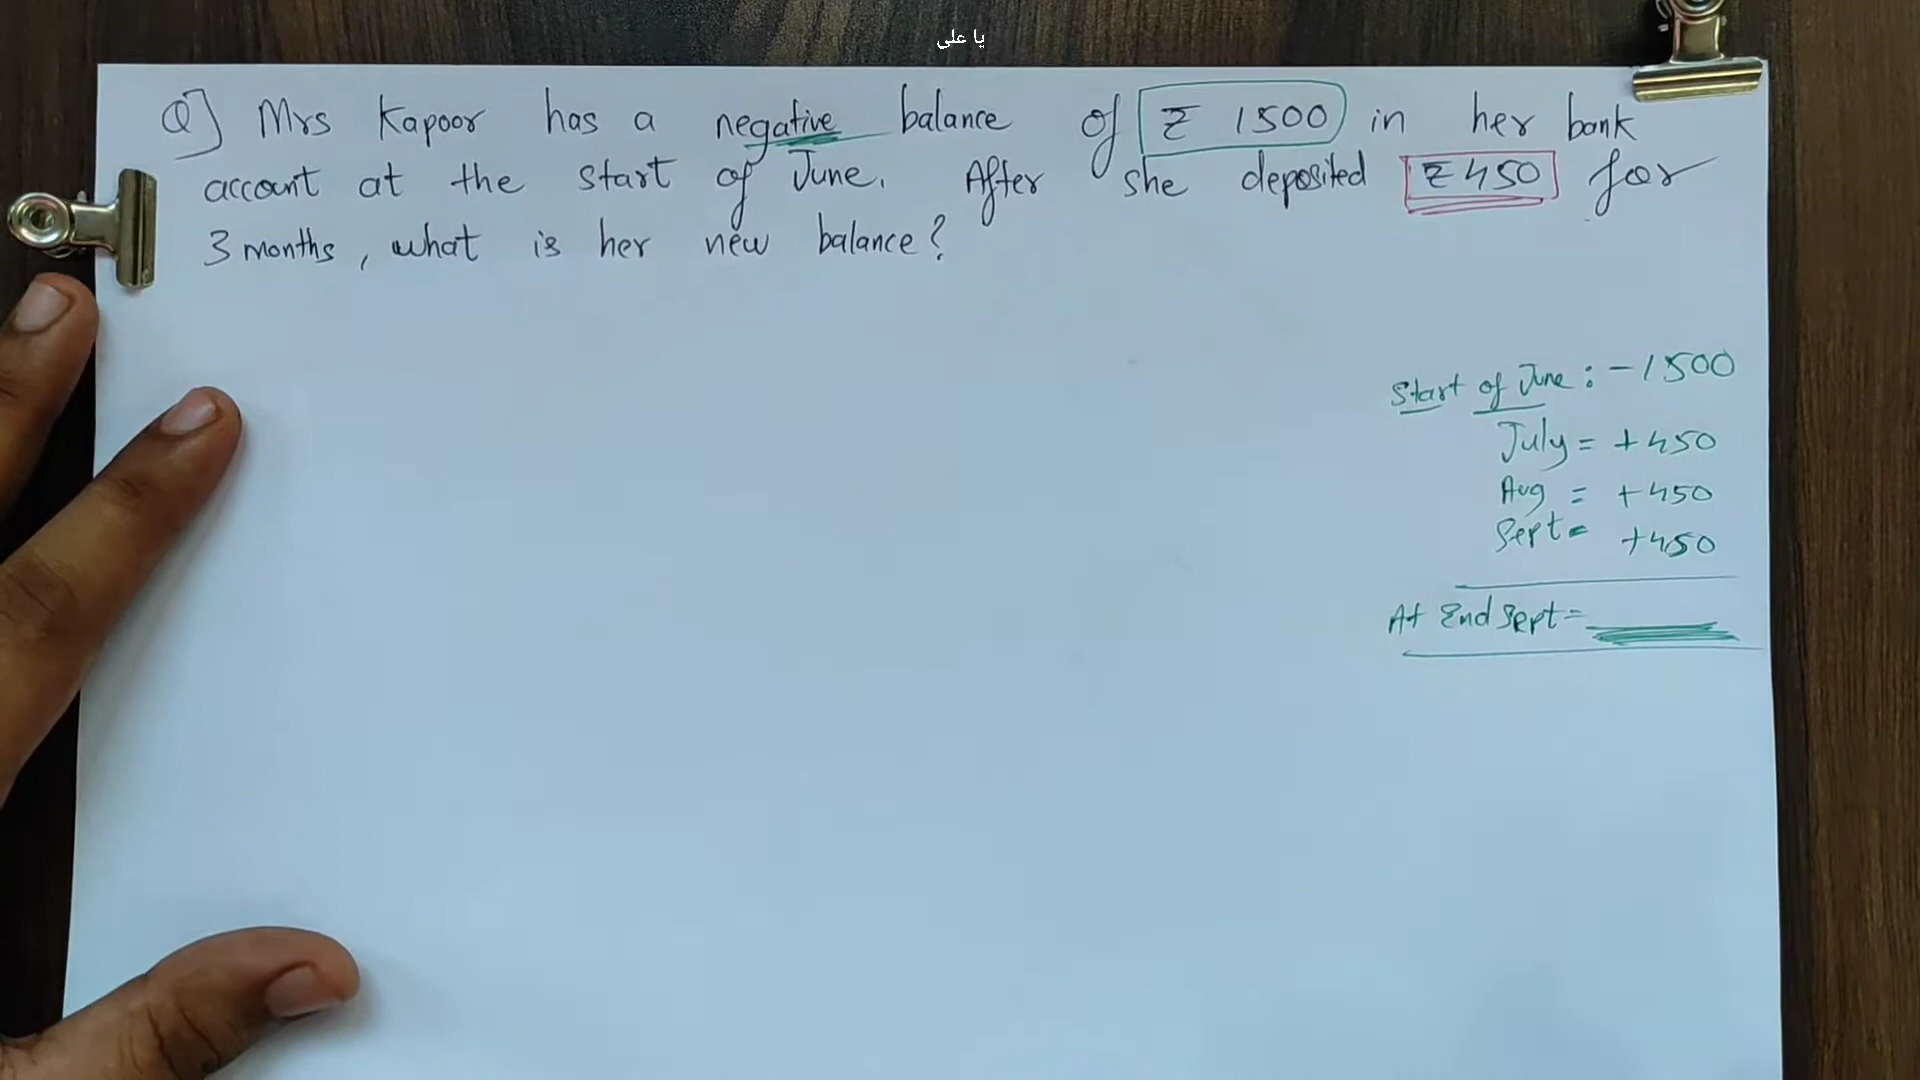 يا على
Q] Mrs Kapoor has a negative balance of ₹ 1500 in her bank
account at the start of June. After she deposited ₹450 for
3 months, what is her new balance?
Start of June : -1500
July = +450
Aug = +450
Sept = +450
At End Sept =